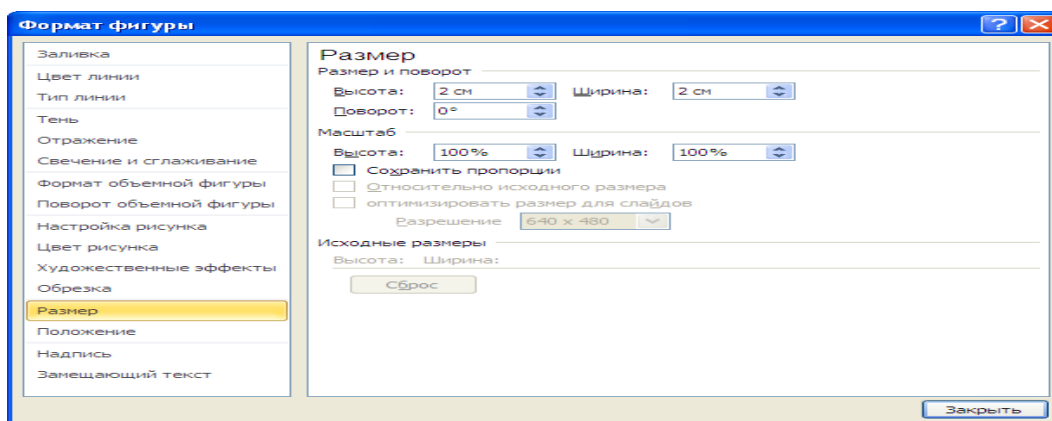 Формат фигуры
Заливка
Цвет линии
Тип линии
Тень
Отражение
Свечение и сглаживание
Формат объемной фигуры
Поворот объемной фигуры
Настройка рисунка
Цвет рисунка
Художественные эффекты
Обрезка
Размер
Положение
Надпись
Замещающий текст
Размер
Размер и поворот
Высота: 2 см Ширина: 2 см
Поворот: 0°
Масштаб
Высота: 100% Ширина: 100%
Сохранить пропорции
Относительно исходного размера
оптимизировать размер для слайдов
Разрешение 640 x 480
Исходные размеры
Высота: Ширина:
Сброс
Закрыть